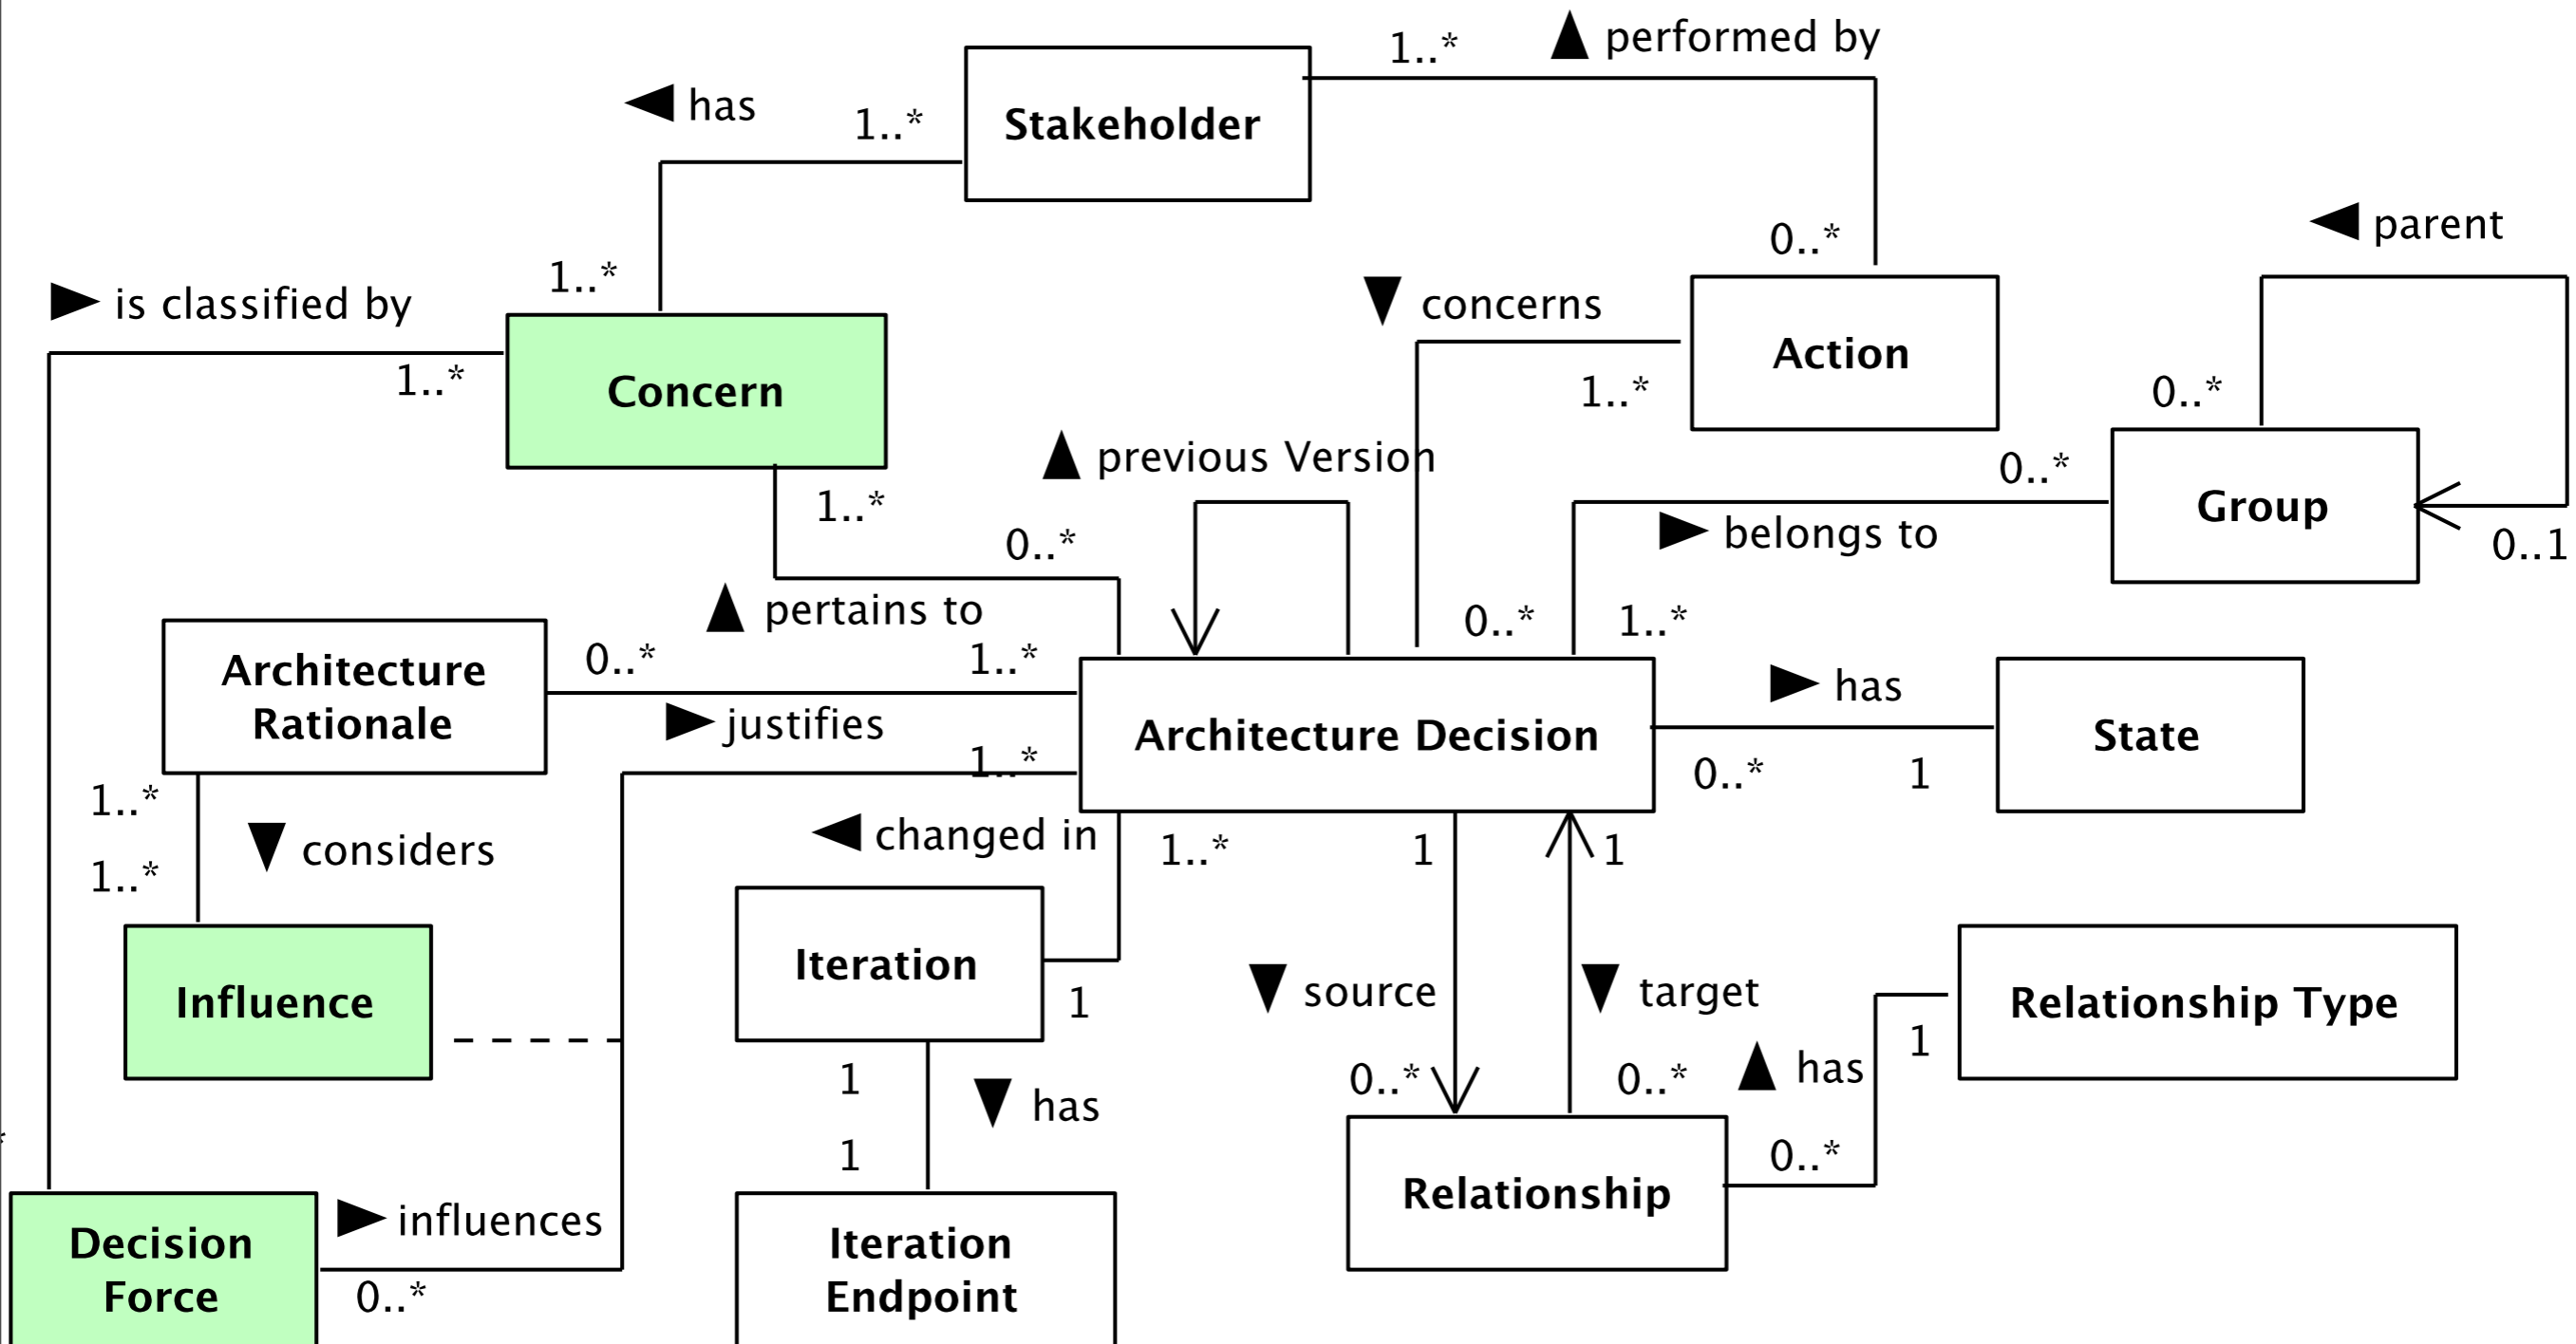 1..*
▲ performed by
◀ has
1..*
Stakeholder
0..*
◀ parent
1..*
▶ is classified by
▼ concerns
1..*
Concern
Action
1..*
0..*
▲ previous Version
0..*
1..*
Group
0..*
▶ belongs to
0..1
▲ pertains to
0..*
1..*
Architecture
Rationale
0..*
1..*
▶ justifies
▶ has
1..*
Architecture Decision
State
0..*
1
1..*
▼ considers
1..*
◀ changed in
1..*
1
1
Influence
Iteration
1
▼ source
▼ target
Relationship Type
1
1
▼ has
0..*
0..*
▲ has
1
0..*
Decision
Force
▶ influences
0..*
Iteration
Endpoint
Relationship